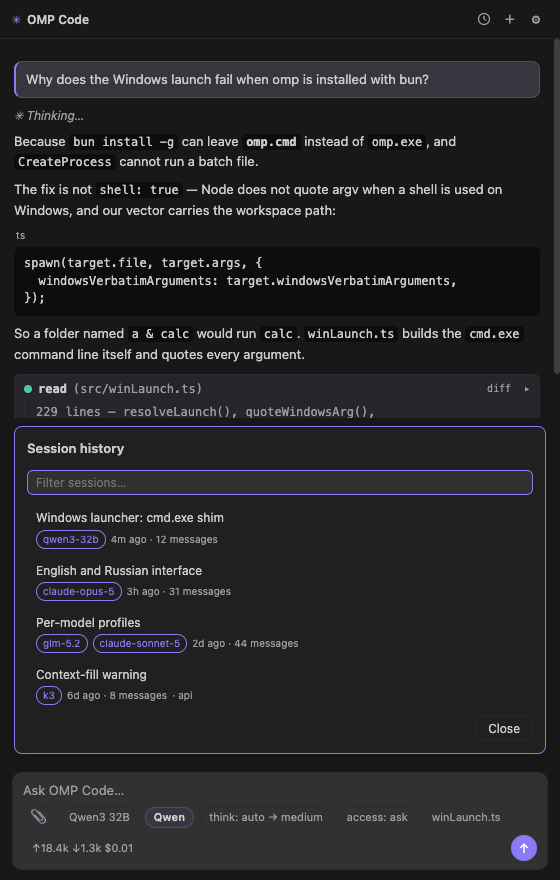 OMP Code
Why does the Windows launch fail when omp is installed with bun?
Thinking…
Because bun install -g can leave omp.cmd instead of omp.exe, and
CreateProcess cannot run a batch file.
The fix is not shell: true — Node does not quote argv when a shell is used on
Windows, and our vector carries the workspace path:
ts
spawn(target.file, target.args, {
  windowsVerbatimArguments: target.windowsVerbatimArguments,
});
So a folder named a & calc would run calc. winLaunch.ts builds the cmd.exe
command line itself and quotes every argument.
read (src/winLaunch.ts) diff ▸
229 lines — resolveLaunch(), quoteWindowsArg(),
Session history
Filter sessions…
Windows launcher: cmd.exe shim
qwen3-32b 4m ago · 12 messages
English and Russian interface
claude-opus-5 3h ago · 31 messages
Per-model profiles
glm-5.2 claude-sonnet-5 2d ago · 44 messages
Context-fill warning
k3 6d ago · 8 messages · api
Close
Ask OMP Code…
Qwen3 32B Qwen think: auto → medium access: ask winLaunch.ts
↑18.4k ↓1.3k $0.01